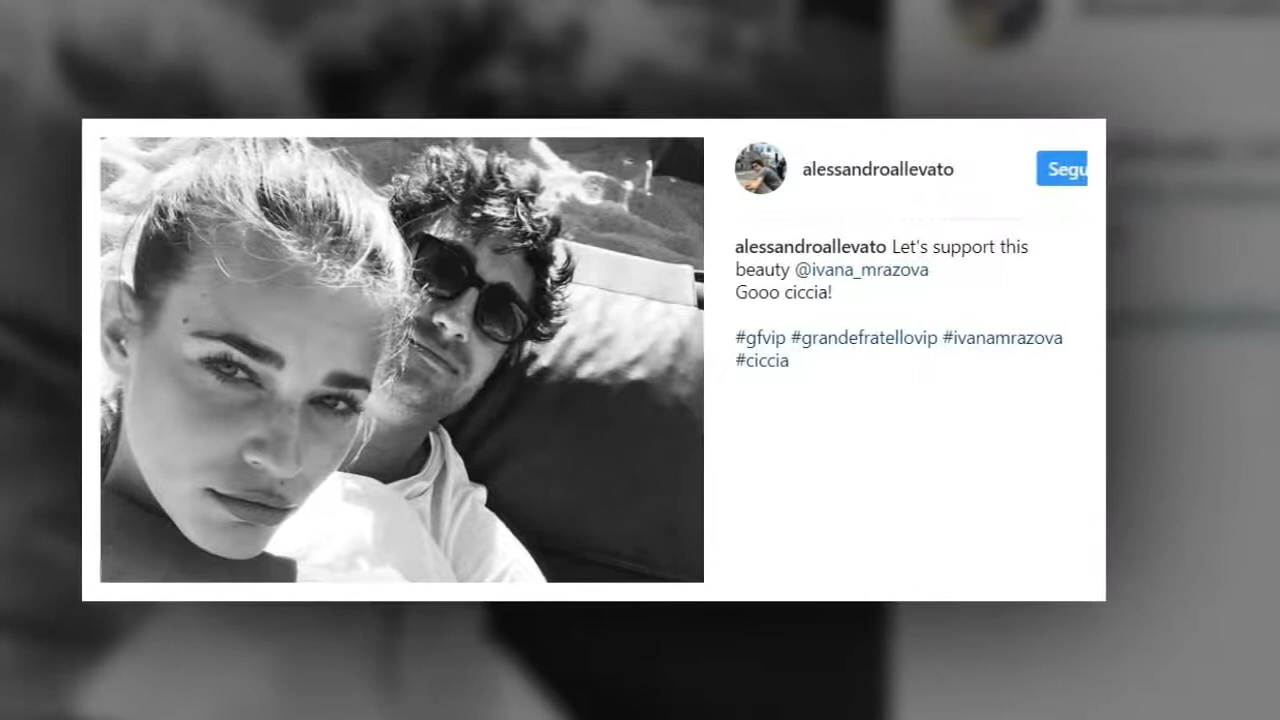 alessandroallevato
Segu
alessandroallevato Let's support this
beauty @ivana_mrazova
Gooo ciccia!
#gfvip #grandefratellovip #ivanamrazova
#ciccia